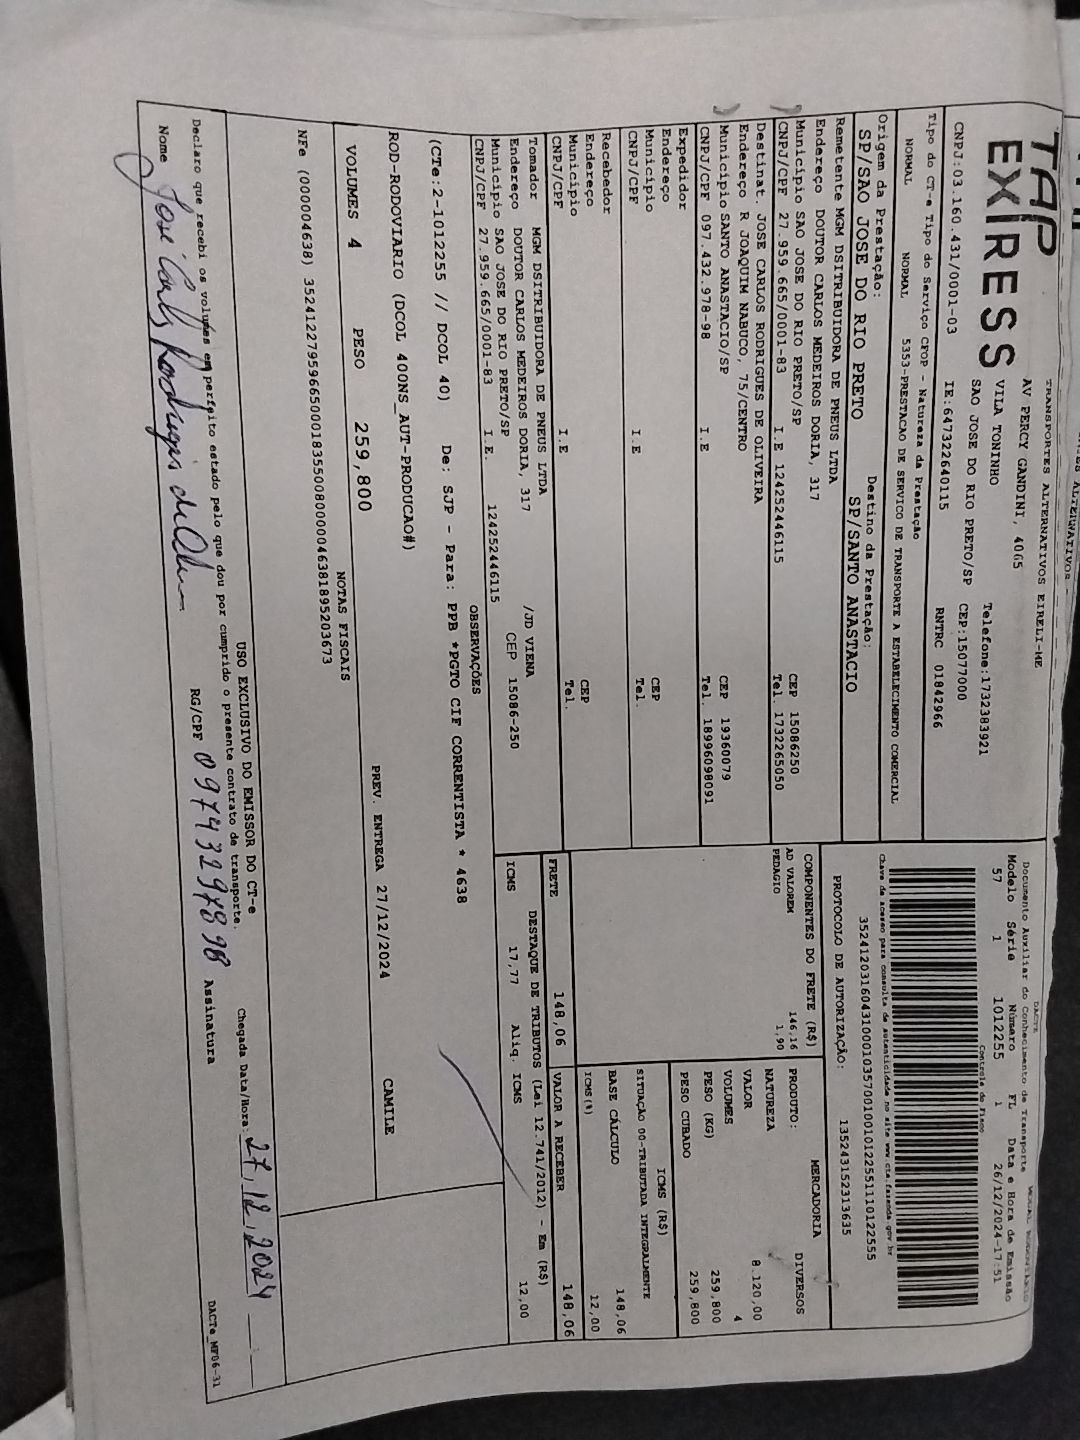 TAP
EXPRESS
TRANSPORTES ALTERNATIVOS EIRELI-ME
AV PERCY GANDINI, 4065
VILA TONINHO Telefone:1732383921
SAO JOSE DO RIO PRETO/SP CEP:15077000
CNPJ:03.160.431/0001-03 IE:647322640115 RNTRC 01842966
Tipo do CT-e Tipo do Serviço CFOP - Natureza da Prestação
NORMAL NORMAL 5353-PRESTACAO DE SERVICO DE TRANSPORTE A ESTABELECIMENTO COMERCIAL
Origem da Prestação: Destino da Prestação:
SP/SAO JOSE DO RIO PRETO SP/SANTO ANASTACIO
Remetente MGM DSITRIBUIDORA DE PNEUS LTDA
Endereço DOUTOR CARLOS MEDEIROS DORIA, 317
Município SAO JOSE DO RIO PRETO/SP CEP 15086250
CNPJ/CPF 27.959.665/0001-83 I.E 124252446115 Tel. 1732265050
Destinat. JOSE CARLOS RODRIGUES DE OLIVEIRA
Endereço R JOAQUIM NABUCO, 75/CENTRO
Município SANTO ANASTACIO/SP CEP 19360079
CNPJ/CPF 097.432.978-98 I.E Tel. 18996098091
Expedidor
Endereço
Município CEP
CNPJ/CPF I.E Tel.
Recebedor
Endereço
Município CEP
CNPJ/CPF I.E Tel.
Tomador MGM DSITRIBUIDORA DE PNEUS LTDA
Endereço DOUTOR CARLOS MEDEIROS DORIA, 317 /JD VIENA
Município SAO JOSE DO RIO PRETO/SP CEP 15086-250
CNPJ/CPF 27.959.665/0001-83 I.E. 124252446115
DACTE
Documento Auxiliar do Conhecimento de Transporte MODAL RODOVIARIO
Modelo Série Número FL Data e Hora de Emissão
57 1 1012255 1 26/12/2024-17:51
Controle do Fisco
Chave de acesso para consulta de autenticidade no site www.cte.fazenda.gov.br
35241203160431000103570010010122551110122555
PROTOCOLO DE AUTORIZAÇÃO: 135243152313635
COMPONENTES DO FRETE (R$)
AD VALOREM 146,16
PEDAGIO 1,90
PRODUTO: MERCADORIA
NATUREZA DIVERSOS
VALOR 8.120,00
VOLUMES 4
PESO (KG) 259,800
PESO CUBADO 259,800
ICMS (R$)
SITUAÇÃO 00-TRIBUTADA INTEGRALMENTE
BASE CÁLCULO 148,06
ICMS(%) 12,00
FRETE 148,06 VALOR A RECEBER 148,06
DESTAQUE DE TRIBUTOS (Lei 12.741/2012) - Em (R$)
ICMS 17,77 Alíq. ICMS 12,00
OBSERVAÇÕES
(CTe:2-1012255 // DCOL 40) De: SJP - Para: PPB *PGTO CIF CORRENTISTA * 4638
ROD-RODOVIARIO (DCOL 400NS_AUT-PRODUCAO#)
PREV. ENTREGA 27/12/2024 CAMILE
VOLUMES 4 PESO 259,800
NOTAS FISCAIS
NFe (000004638) 35241227959665000183550080000046381895203673
USO EXCLUSIVO DO EMISSOR DO CT-e
Declaro que recebi os volumes em perfeito estado pelo que dou por cumprido o presente contrato de transporte.
Chegada Data/Hora: 27,12,2024
Nome José Carlos Rodrigues de RG/CPF 09743297898 Assinatura
DACTe_MF06-31